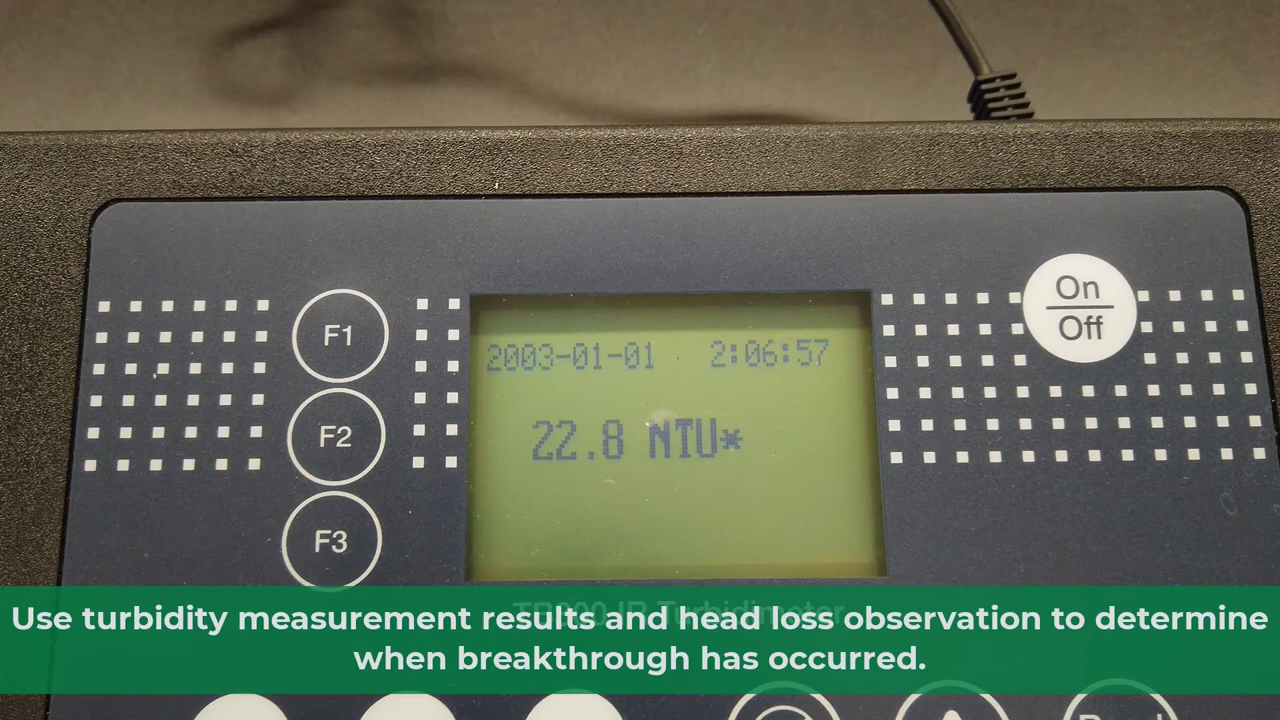 On
Off
F1
2003-01-01 2:06:57
F2
22.8 NTU*
F3
Use turbidity measurement results and head loss observation to determine
when breakthrough has occurred.